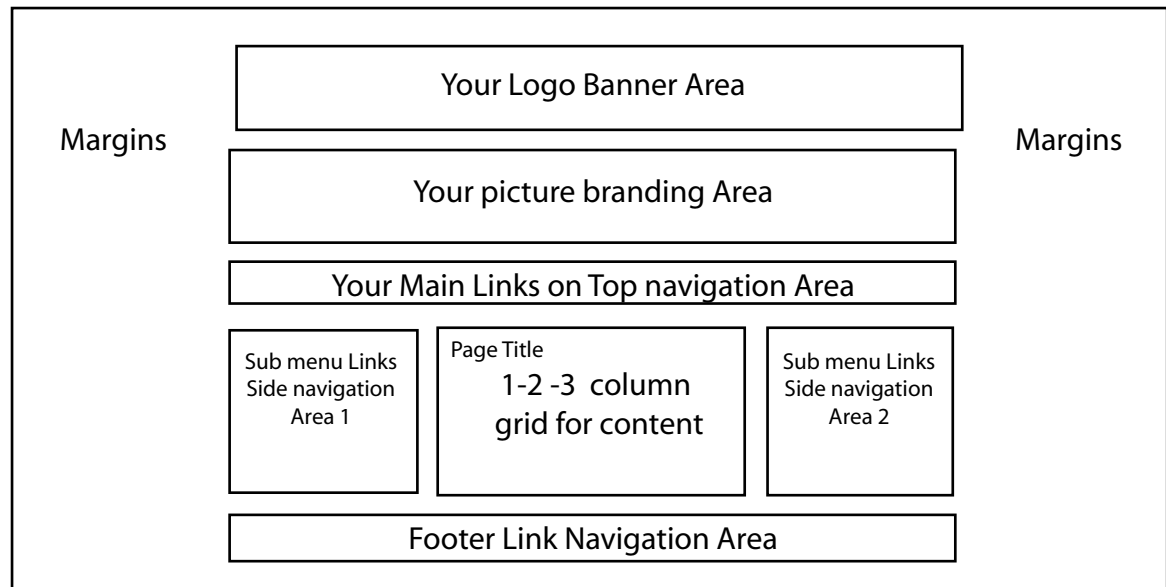 Your Logo Banner Area
Margins
Margins
Your picture branding Area
Your Main Links on Top navigation Area
Sub menu Links
Side navigation
Area 1
Page Title
1-2 -3 column
grid for content
Sub menu Links
Side navigation
Area 2
Footer Link Navigation Area